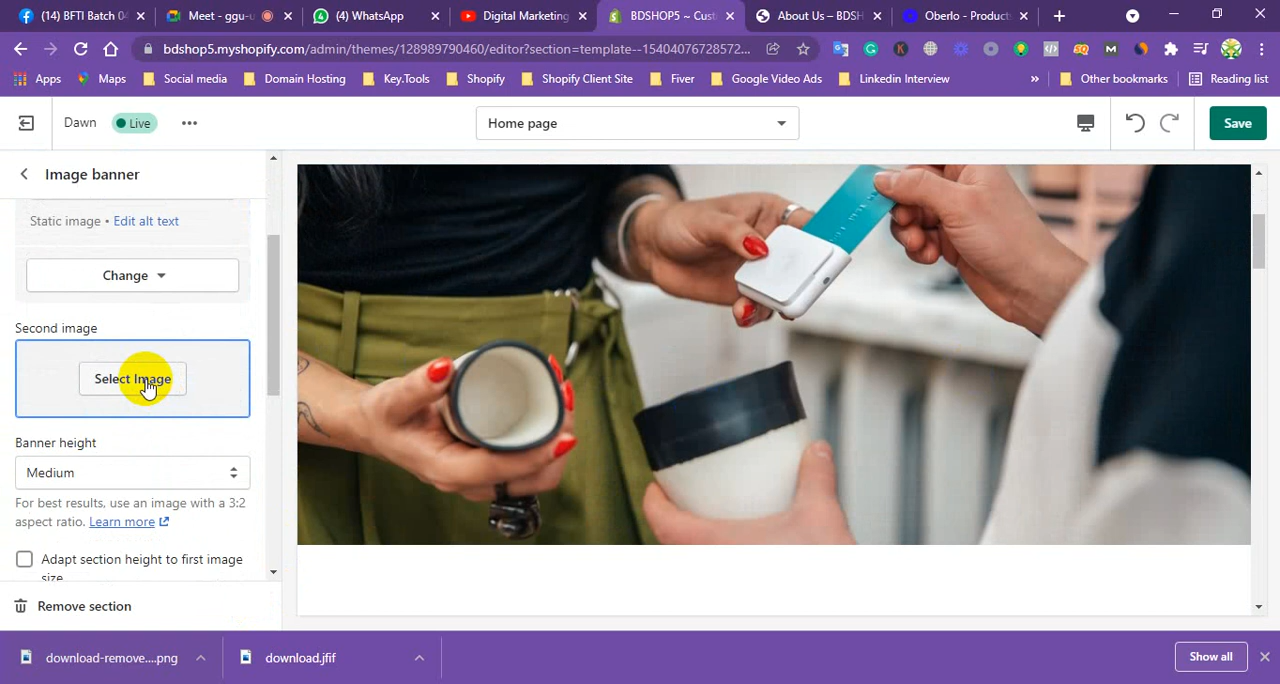 (14) BFTI Batch 04
Meet - ggu-u
(4) WhatsApp
Digital Marketing
BDSHOP5 ~ Cust
About Us – BDSH
Oberlo - Product
bdshop5.myshopify.com/admin/themes/128989790460/editor?section=template--15404076728572...
Apps
Maps
Social media
Domain Hosting
Key.Tools
Shopify
Shopify Client Site
Fiver
Google Video Ads
Linkedin Interview
»
Other bookmarks
Reading list
Dawn
Live
Home page
Save
Image banner
Static image • Edit alt text
Change
Second image
Select Image
Banner height
Medium
For best results, use an image with a 3:2
aspect ratio. Learn more
Adapt section height to first image
size
Remove section
download-remove....png
download.jfif
Show all